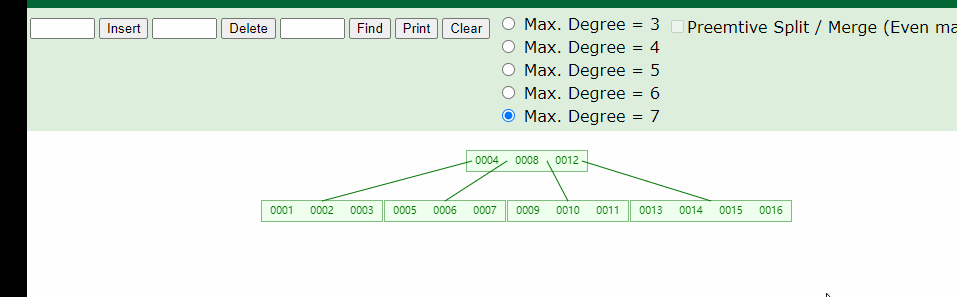 Insert Delete Find Print Clear
Max. Degree = 3
Max. Degree = 4
Max. Degree = 5
Max. Degree = 6
Max. Degree = 7
Preemtive Split / Merge (Even ma
0004 0008 0012
0001 0002 0003 0005 0006 0007 0009 0010 0011 0013 0014 0015 0016